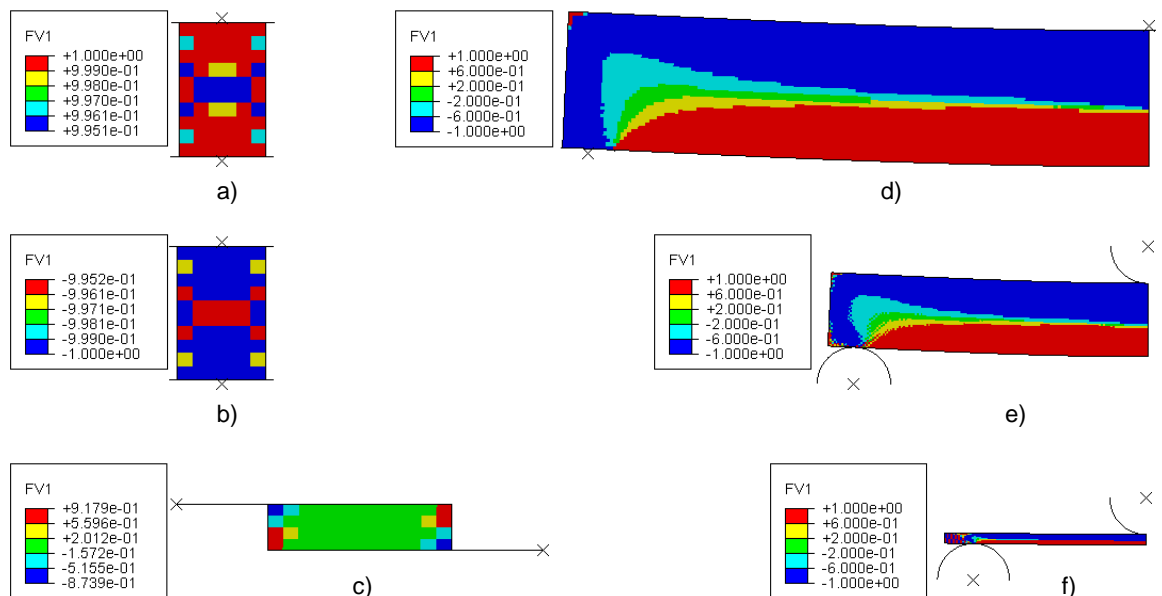 FV1
+1.000e+00
+9.990e-01
+9.980e-01
+9.970e-01
+9.961e-01
+9.951e-01
a)
FV1
+1.000e+00
+6.000e-01
+2.000e-01
-2.000e-01
-6.000e-01
-1.000e+00
d)
FV1
-9.952e-01
-9.961e-01
-9.971e-01
-9.981e-01
-9.990e-01
-1.000e+00
b)
FV1
+1.000e+00
+6.000e-01
+2.000e-01
-2.000e-01
-6.000e-01
-1.000e+00
e)
FV1
+9.179e-01
+5.596e-01
+2.012e-01
-1.572e-01
-5.155e-01
-8.739e-01
c)
FV1
+1.000e+00
+6.000e-01
+2.000e-01
-2.000e-01
-6.000e-01
-1.000e+00
f)